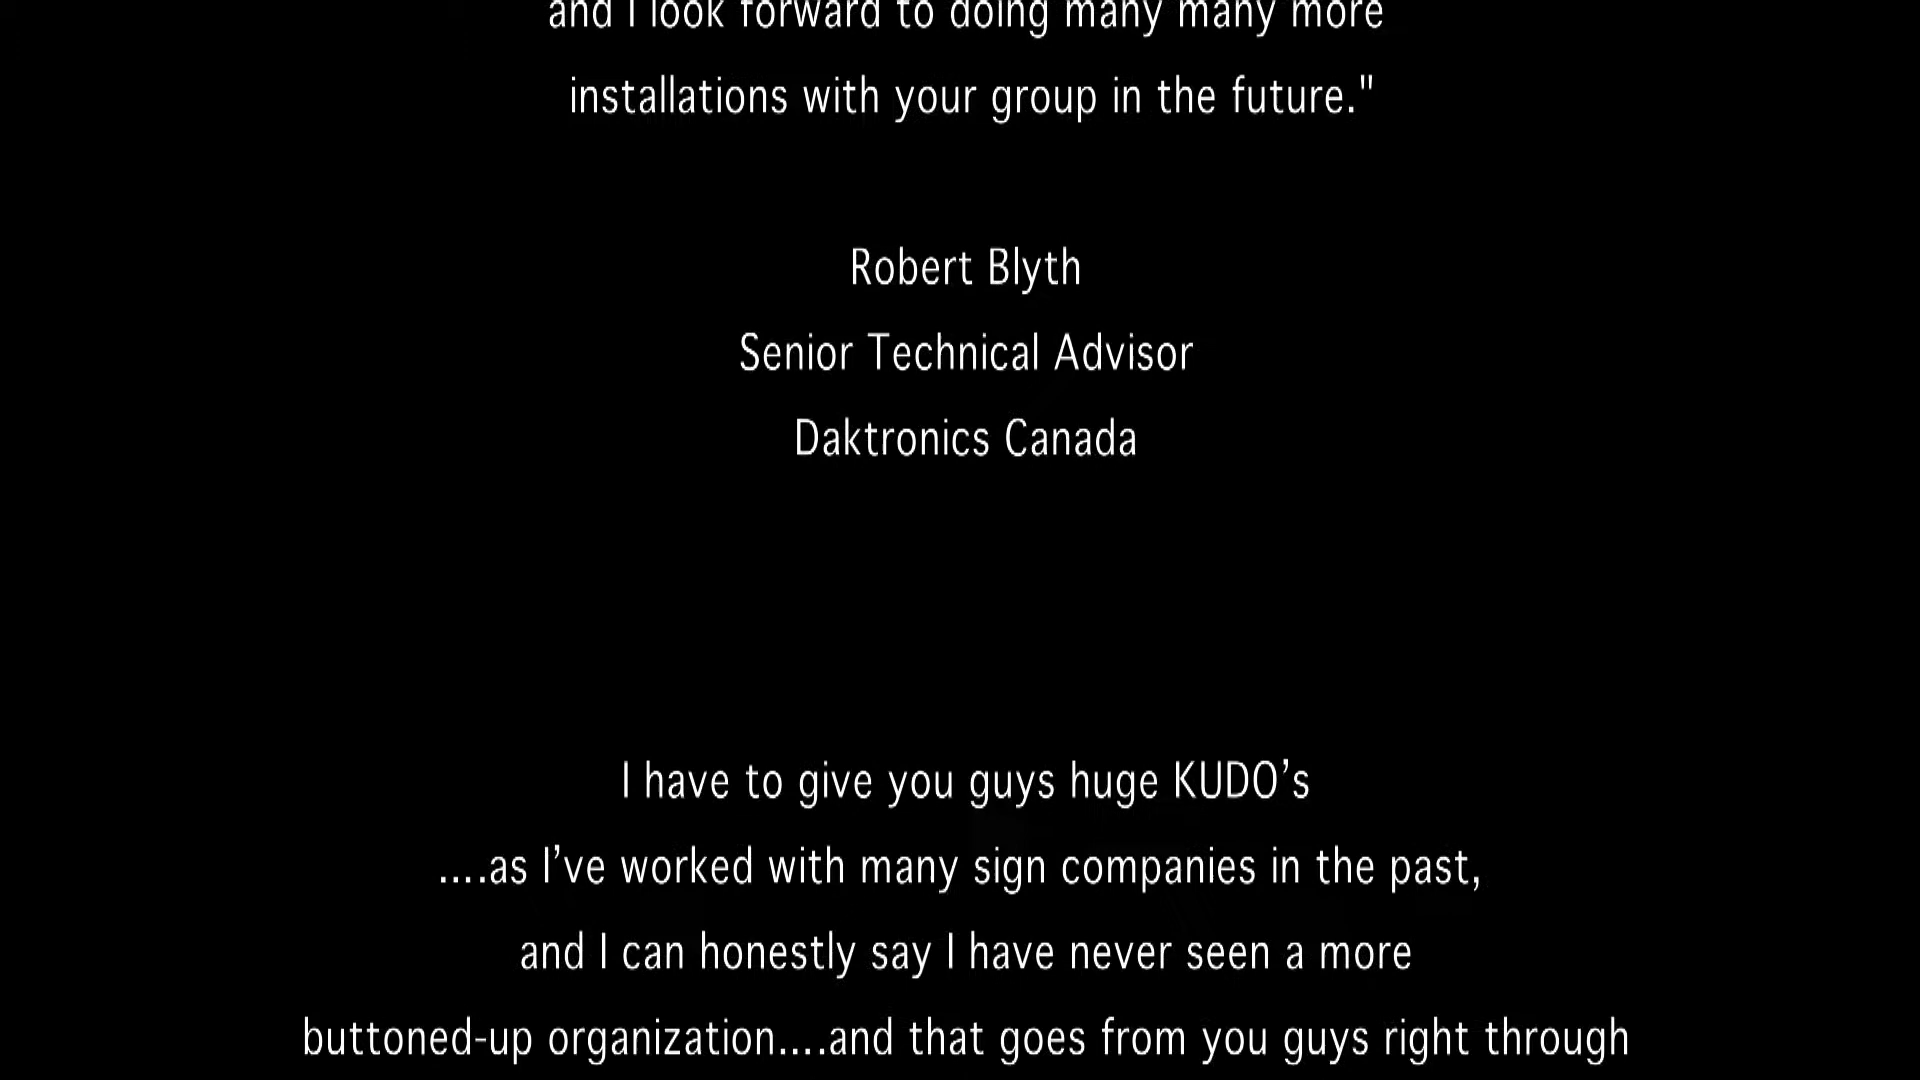 and I look forward to doing many many more
installations with your group in the future."
Robert Blyth
Senior Technical Advisor
Daktronics Canada
I have to give you guys huge KUDO’s
....as I’ve worked with many sign companies in the past,
and I can honestly say I have never seen a more
buttoned-up organization....and that goes from you guys right through